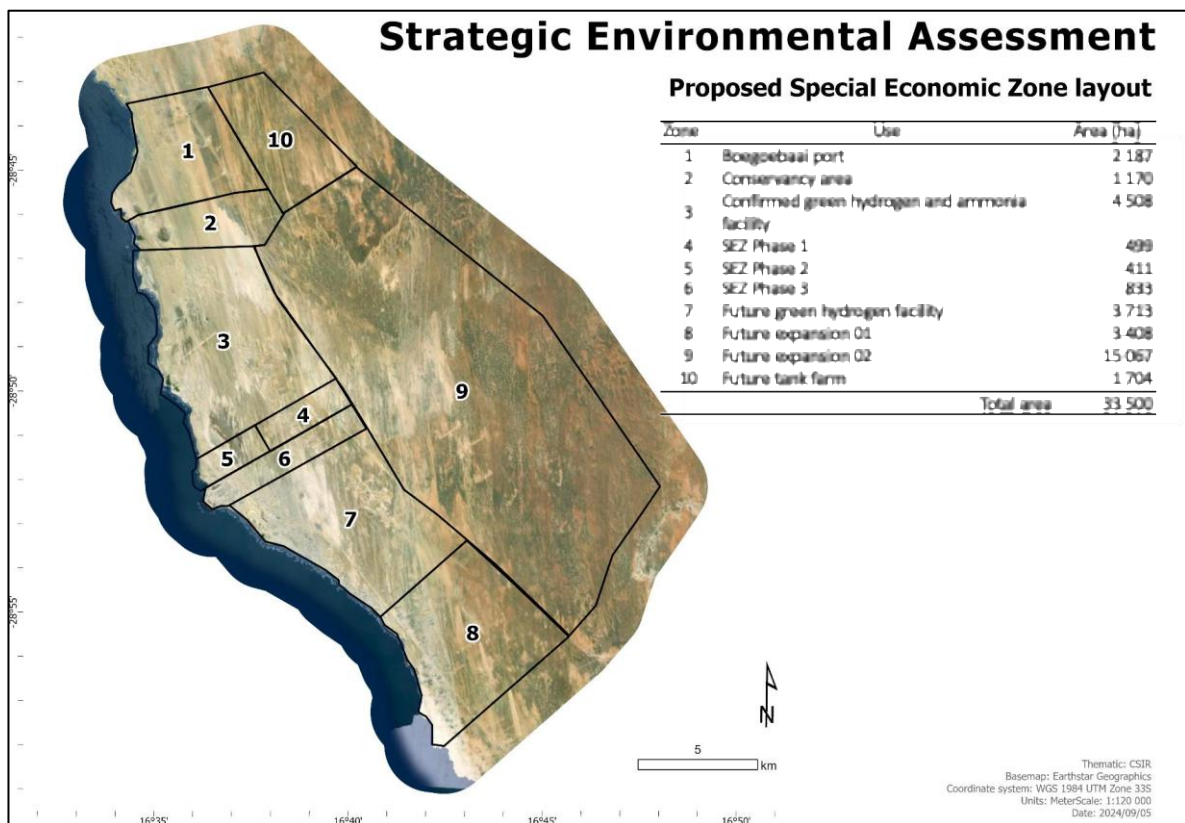 Strategic Environmental Assessment
Proposed Special Economic Zone layout
Zone Use Area (ha)
1 Boegoebaai port 2 187
2 Conservancy area 1 170
3 Confirmed green hydrogen and ammonia facility 4 508
4 SEZ Phase 1 499
5 SEZ Phase 2 411
6 SEZ Phase 3 833
7 Future green hydrogen facility 3 713
8 Future expansion 01 3 408
9 Future expansion 02 15 067
10 Future tank farm 1 704
Total area 33 500
1
10
2
3
9
4
5
6
7
8
-28°45'
-28°50'
-28°55'
N
5
km
16°35'
16°40'
16°45'
16°50'
Thematic: CSIR
Basemap: Earthstar Geographics
Coordinate system: WGS 1984 UTM Zone 33S
Units: MeterScale: 1:120 000
Date: 2024/09/05